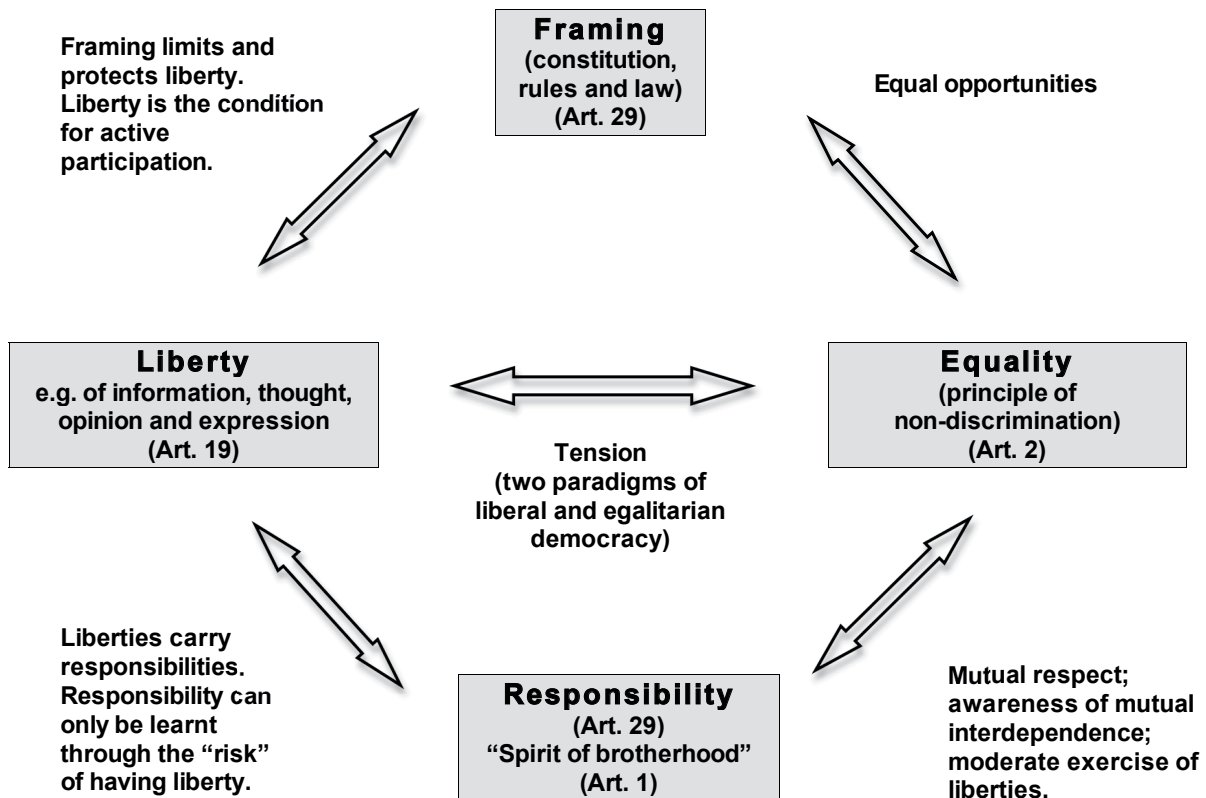 Framing
(constitution,
rules and law)
(Art. 29)
Framing limits and
protects liberty.
Liberty is the condition
for active
participation.
Equal opportunities
Liberty
e.g. of information, thought,
opinion and expression
(Art. 19)
Equality
(principle of
non-discrimination)
(Art. 2)
Tension
(two paradigms of
liberal and egalitarian
democracy)
Liberties carry
responsibilities.
Responsibility can
only be learnt
through the “risk”
of having liberty.
Responsibility
(Art. 29)
“Spirit of brotherhood”
(Art. 1)
Mutual respect;
awareness of mutual
interdependence;
moderate exercise of
liberties.